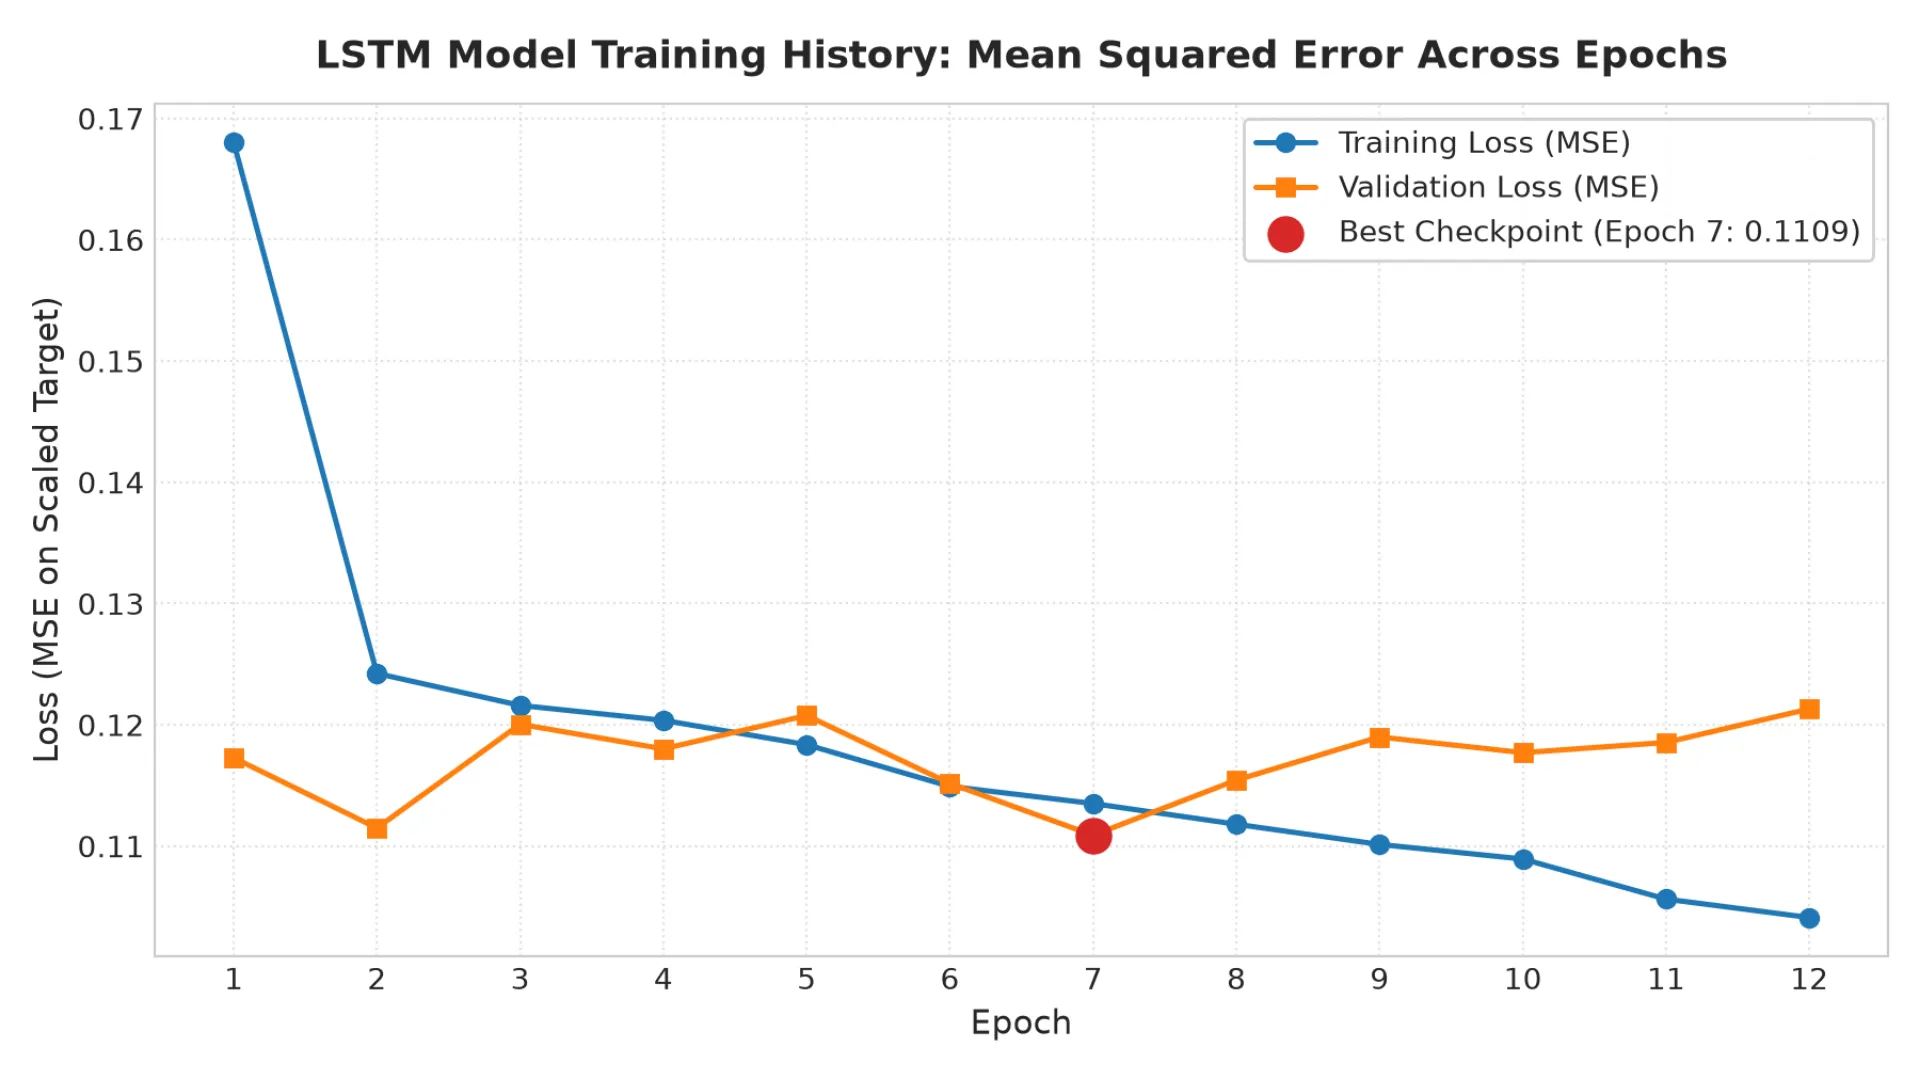 LSTM Model Training History: Mean Squared Error Across Epochs
Loss (MSE on Scaled Target)
0.17
0.16
0.15
0.14
0.13
0.12
0.11
Training Loss (MSE)
Validation Loss (MSE)
Best Checkpoint (Epoch 7: 0.1109)
1 2 3 4 5 6 7 8 9 10 11 12
Epoch